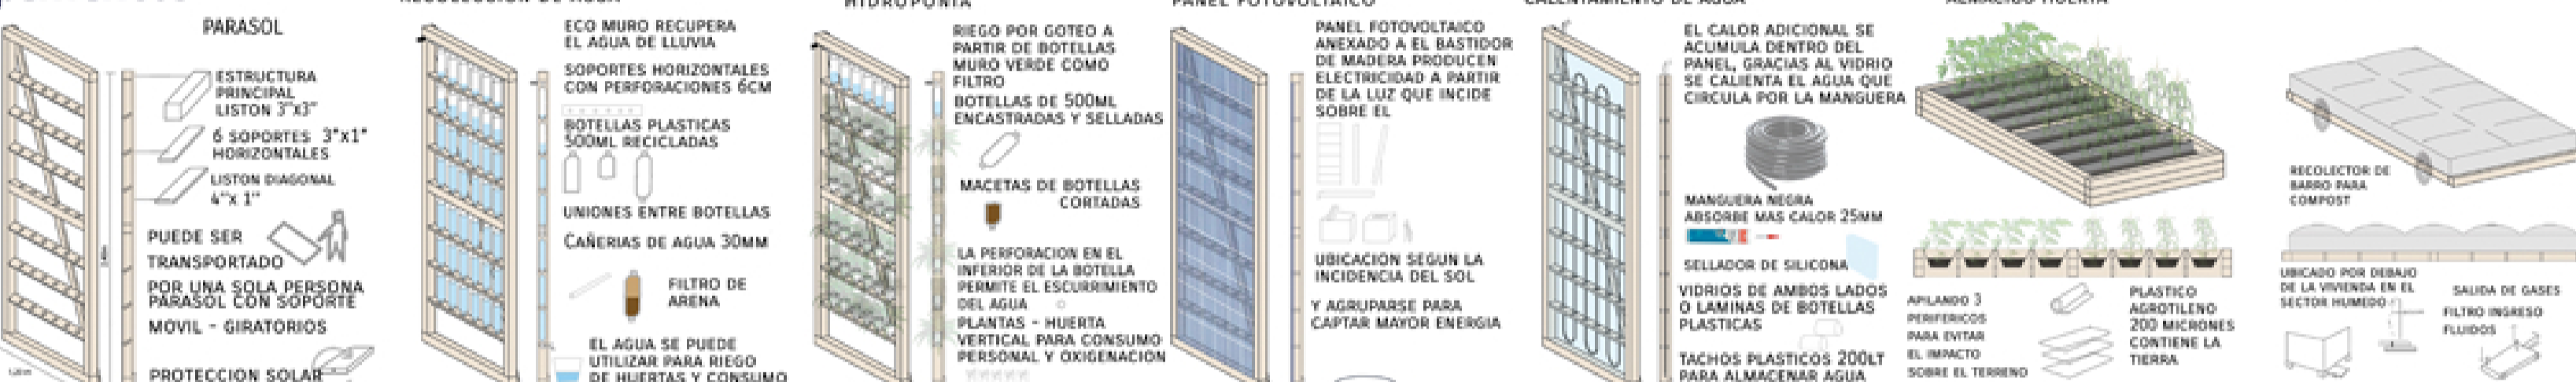 PARASOL
ESTRUCTURA
PRINCIPAL
LISTON 3"x3"
6 SOPORTES 3"x1"
HORIZONTALES
LISTON DIAGONAL
4"x 1"
PUEDE SER
TRANSPORTADO
POR UNA SOLA PERSONA
PARASOL CON SOPORTE
MOVIL - GIRATORIOS
PROTECCION SOLAR
RECOLECCION DE AGUA
ECO MURO RECUPERA
EL AGUA DE LLUVIA
SOPORTES HORIZONTALES
CON PERFORACIONES 6CM
BOTELLAS PLASTICAS
500ML RECICLADAS
UNIONES ENTRE BOTELLAS
CAÑERIAS DE AGUA 30MM
FILTRO DE
ARENA
EL AGUA SE PUEDE
UTILIZAR PARA RIEGO
DE HUERTAS Y CONSUMO
HIDROPONIA
RIEGO POR GOTEO A
PARTIR DE BOTELLAS
MURO VERDE COMO
FILTRO
BOTELLAS DE 500ML
ENCASTRADAS Y SELLADAS
MACETAS DE BOTELLAS
CORTADAS
LA PERFORACION EN EL
INFERIOR DE LA BOTELLA
PERMITE EL ESCURRIMIENTO
DEL AGUA
PLANTAS - HUERTA
VERTICAL PARA CONSUMO
PERSONAL Y OXIGENACION
PANEL FOTOVOLTAICO
PANEL FOTOVOLTAICO
ANEXADO A EL BASTIDOR
DE MADERA PRODUCEN
ELECTRICIDAD A PARTIR
DE LA LUZ QUE INCIDE
SOBRE EL
UBICACION SEGUN LA
INCIDENCIA DEL SOL
Y AGRUPARSE PARA
CAPTAR MAYOR ENERGIA
CALENTAMIENTO DE AGUA
EL CALOR ADICIONAL SE
ACUMULA DENTRO DEL
PANEL, GRACIAS AL VIDRIO
SE CALIENTA EL AGUA QUE
CIRCULA POR LA MANGUERA
MANGUERA NEGRA
ABSORBE MAS CALOR 25MM
SELLADOR DE SILICONA
VIDRIOS DE AMBOS LADOS
O LAMINAS DE BOTELLAS
PLASTICAS
TACHOS PLASTICOS 200LT
PARA ALMACENAR AGUA
ALMACIGO HUERTA
APILANDO 3
PERIFERICOS
PARA EVITAR
EL IMPACTO
SOBRE EL TERRENO
PLASTICO
AGROTILENO
200 MICRONES
CONTIENE LA
TIERRA
RECOLECTOR DE
BARRO PARA
COMPOST
UBICADO POR DEBAJO
DE LA VIVIENDA EN EL
SECTOR HUMEDO
SALIDA DE GASES
FILTRO INGRESO
FLUIDOS